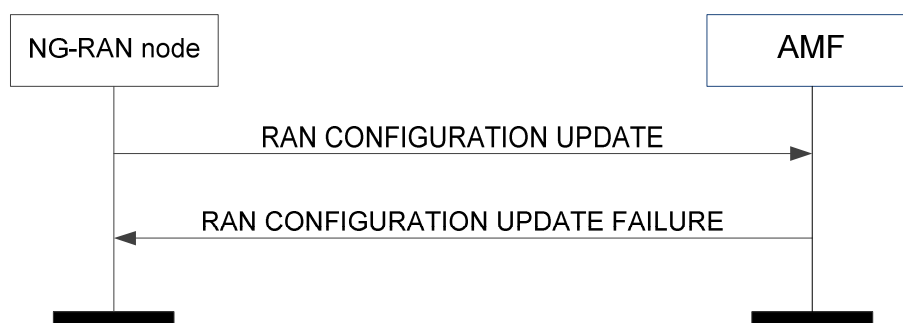 NG-RAN node
AMF
RAN CONFIGURATION UPDATE
RAN CONFIGURATION UPDATE FAILURE